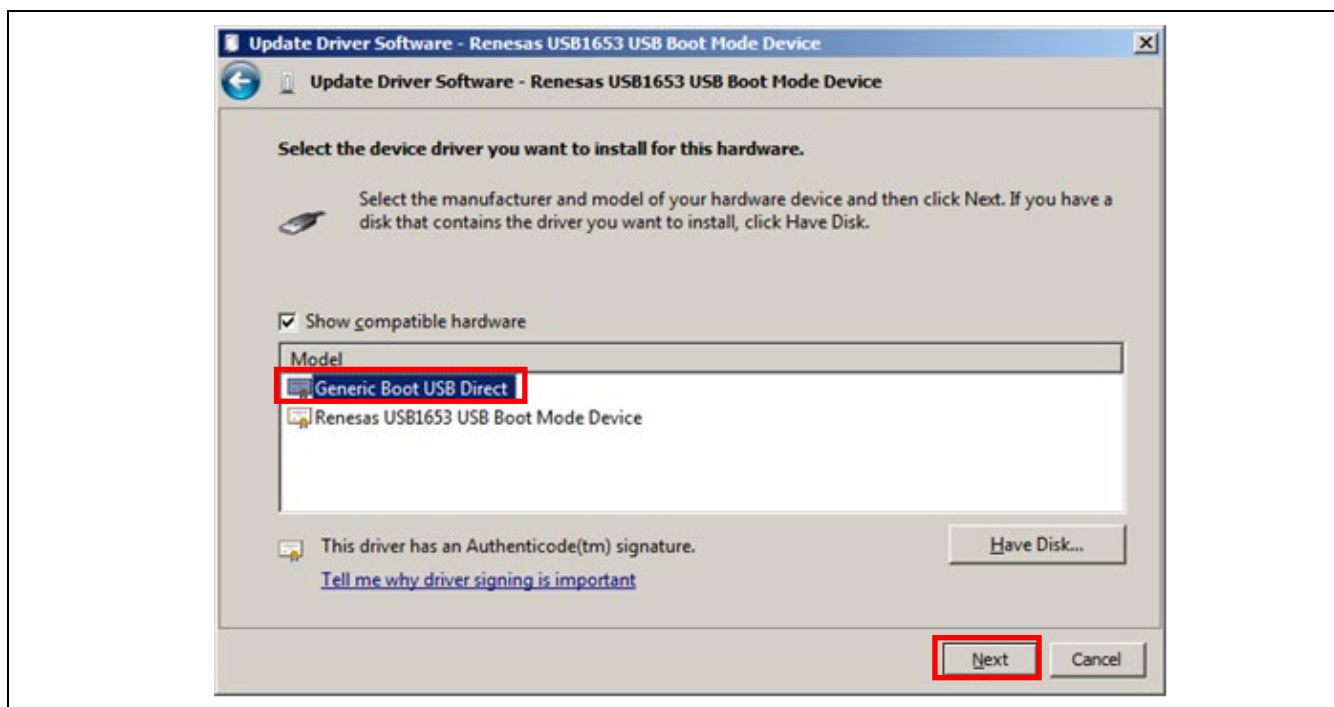 Update Driver Software - Renesas USB1653 USB Boot Mode Device
Update Driver Software - Renesas USB1653 USB Boot Mode Device
Select the device driver you want to install for this hardware.
Select the manufacturer and model of your hardware device and then click Next. If you have a
disk that contains the driver you want to install, click Have Disk.
Show compatible hardware
Model
Generic Boot USB Direct
Renesas USB1653 USB Boot Mode Device
This driver has an Authenticode(tm) signature.
Have Disk...
Tell me why driver signing is important
Next
Cancel